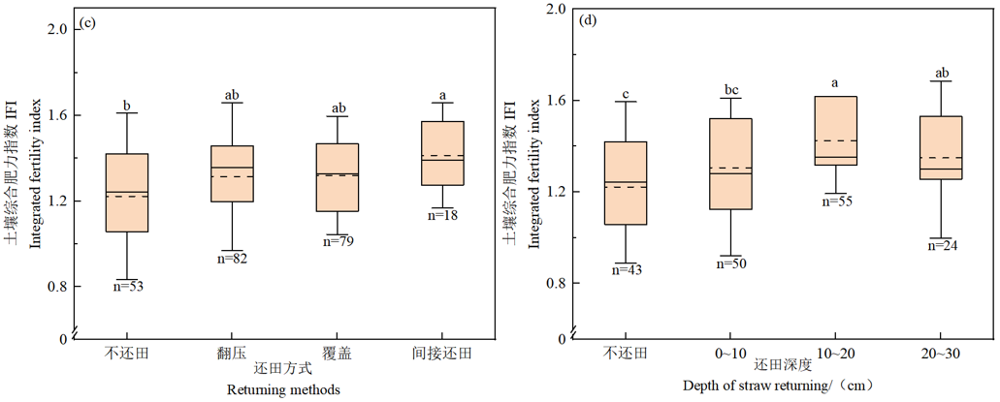 (c)
土壤综合肥力指数 IFI
Integrated fertility index
2.0
1.6
1.2
0.8
0
b
ab
ab
a
n=53
n=82
n=79
n=18
不还田
翻压
覆盖
间接还田
还田方式
Returning methods
(d)
土壤综合肥力指数 IFI
Integrated fertility index
2.0
1.6
1.2
0.8
0
c
bc
a
ab
n=43
n=50
n=55
n=24
不还田
0~10
10~20
20~30
还田深度
Depth of straw returning/（cm）